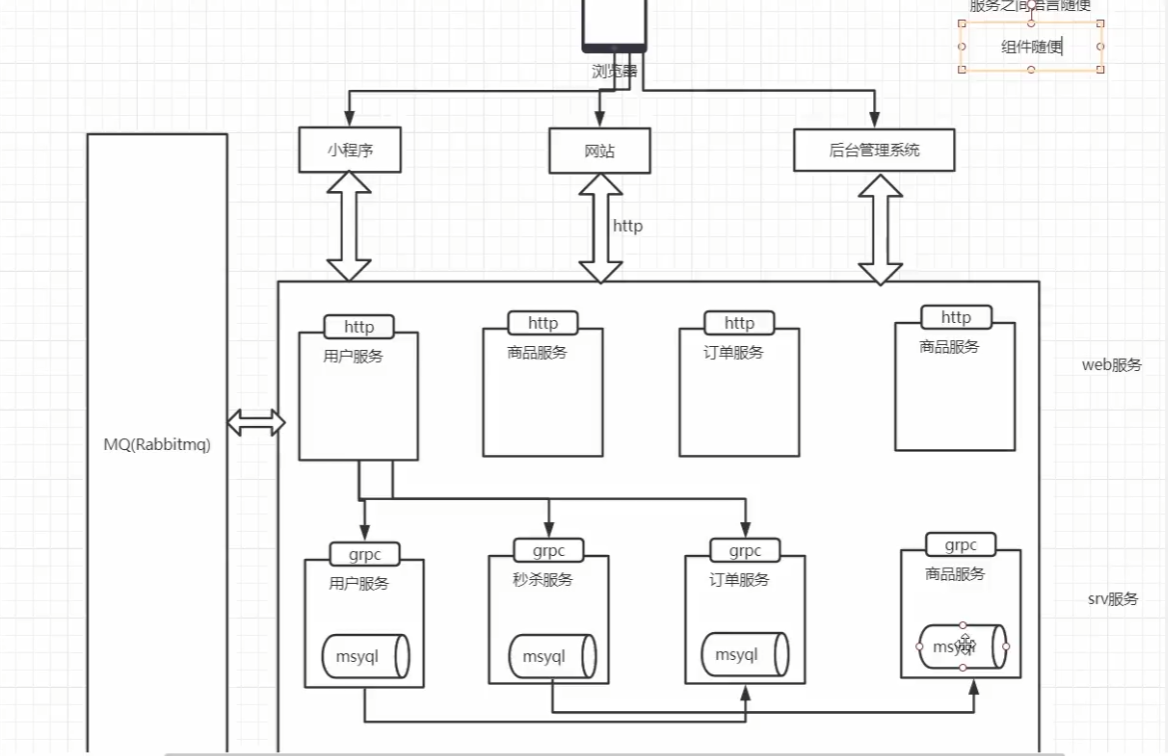 服务之间语言随便
组件随便
浏览器
小程序
网站
后台管理系统
http
http
http
http
http
用户服务
商品服务
订单服务
商品服务
web服务
MQ(Rabbitmq)
grpc
grpc
grpc
grpc
用户服务
秒杀服务
订单服务
商品服务
srv服务
msyql
msyql
msyql
msyql